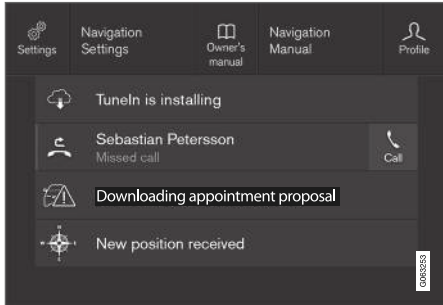 Settings
Navigation
Settings
Owner's
manual
Navigation
Manual
Profile
TuneIn is installing
Sebastian Petersson
Missed call
Call
Downloading appointment proposal
New position received
G063253